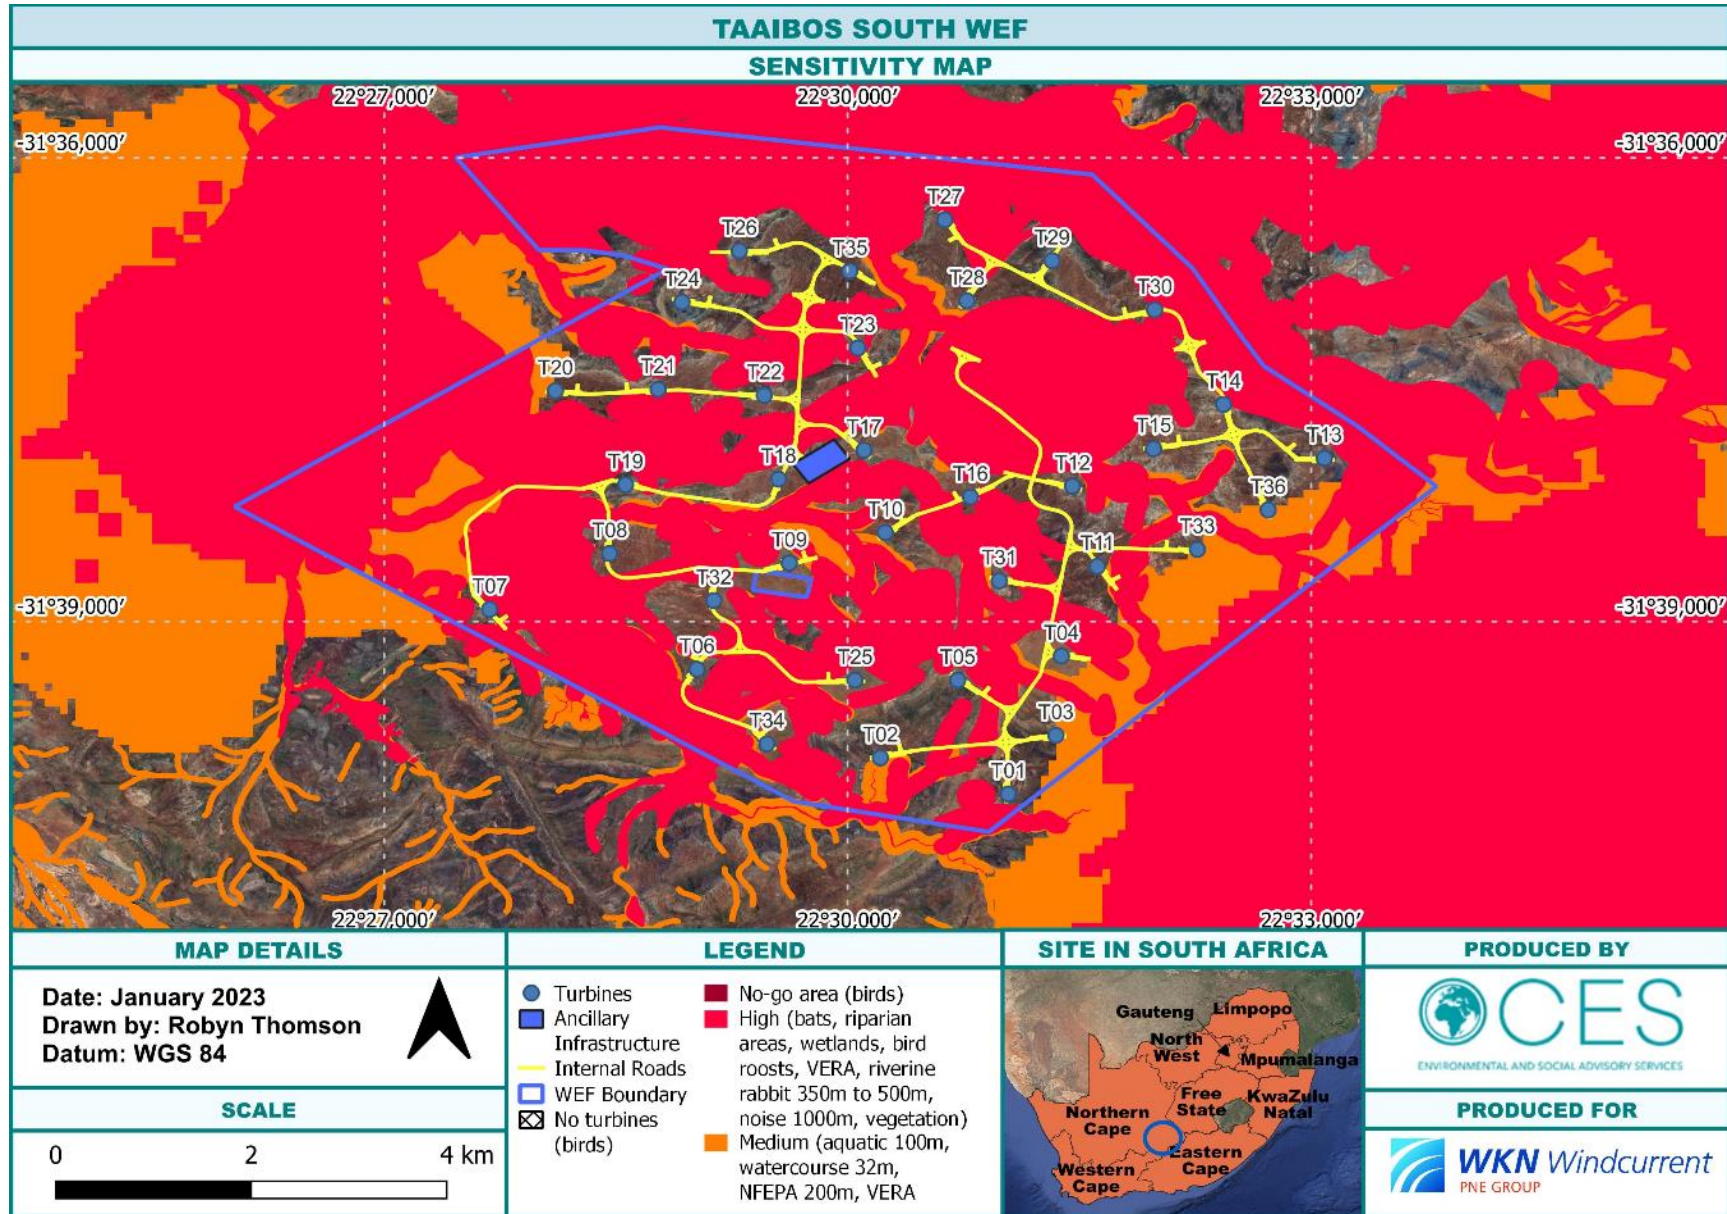 TAAIBOS SOUTH WEF
SENSITIVITY MAP
22°27,000′
22°30,000′
22°33,000′
-31°36,000′
-31°36,000′
T27
T26
T29
T35
T28
T24
T30
T23
T20
T21
T22
T14
T17
T15
T13
T18
T19
T16
T12
T36
T10
T08
T09
T33
T11
T31
T32
T07
-31°39,000′
-31°39,000′
T04
T06
T25
T05
T34
T03
T02
T01
22°27,000′
22°30,000′
22°33,000′
MAP DETAILS
Date: January 2023
Drawn by: Robyn Thomson
Datum: WGS 84
SCALE
0 2 4 km
LEGEND
Turbines
Ancillary
Infrastructure
Internal Roads
WEF Boundary
No turbines
(birds)
No-go area (birds)
High (bats, riparian
areas, wetlands, bird
roosts, VERA, riverine
rabbit 350m to 500m,
noise 1000m, vegetation)
Medium (aquatic 100m,
watercourse 32m,
NFEPA 200m, VERA
SITE IN SOUTH AFRICA
Gauteng
Limpopo
North
West
Mpumalanga
Free
State
KwaZulu
Natal
Northern
Cape
Eastern
Cape
Western
Cape
PRODUCED BY
CES
ENVIRONMENTAL AND SOCIAL ADVISORY SERVICES
PRODUCED FOR
WKN Windcurrent
PNE GROUP